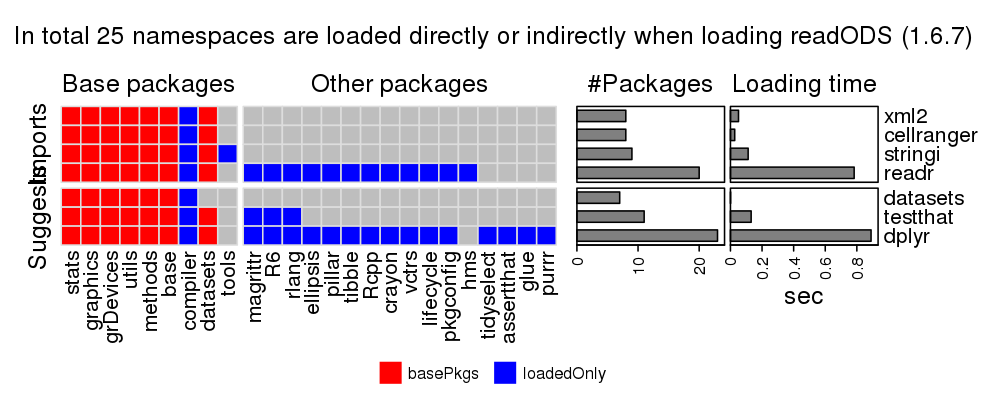 In total 25 namespaces are loaded directly or indirectly when loading readODS (1.6.7)
Base packages
Other packages
#Packages
Loading time
Imports
Suggests
xml2
cellranger
stringi
readr
datasets
testthat
dplyr
stats
graphics
grDevices
utils
methods
base
compiler
datasets
tools
magrittr
R6
rlang
ellipsis
pillar
tibble
Rcpp
crayon
vctrs
lifecycle
pkgconfig
hms
tidyselect
assertthat
glue
purrr
0
10
20
0
0.2
0.4
0.6
0.8
sec
basePkgs
loadedOnly